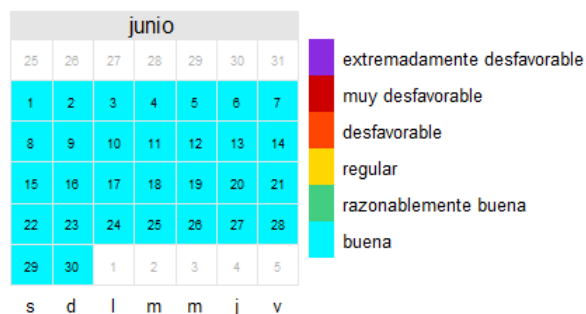 junio
25 26 27 28 29 30 31
1 2 3 4 5 6 7
8 9 10 11 12 13 14
15 16 17 18 19 20 21
22 23 24 25 26 27 28
29 30 1 2 3 4 5
s d l m m j v
extremadamente desfavorable
muy desfavorable
desfavorable
regular
razonablemente buena
buena